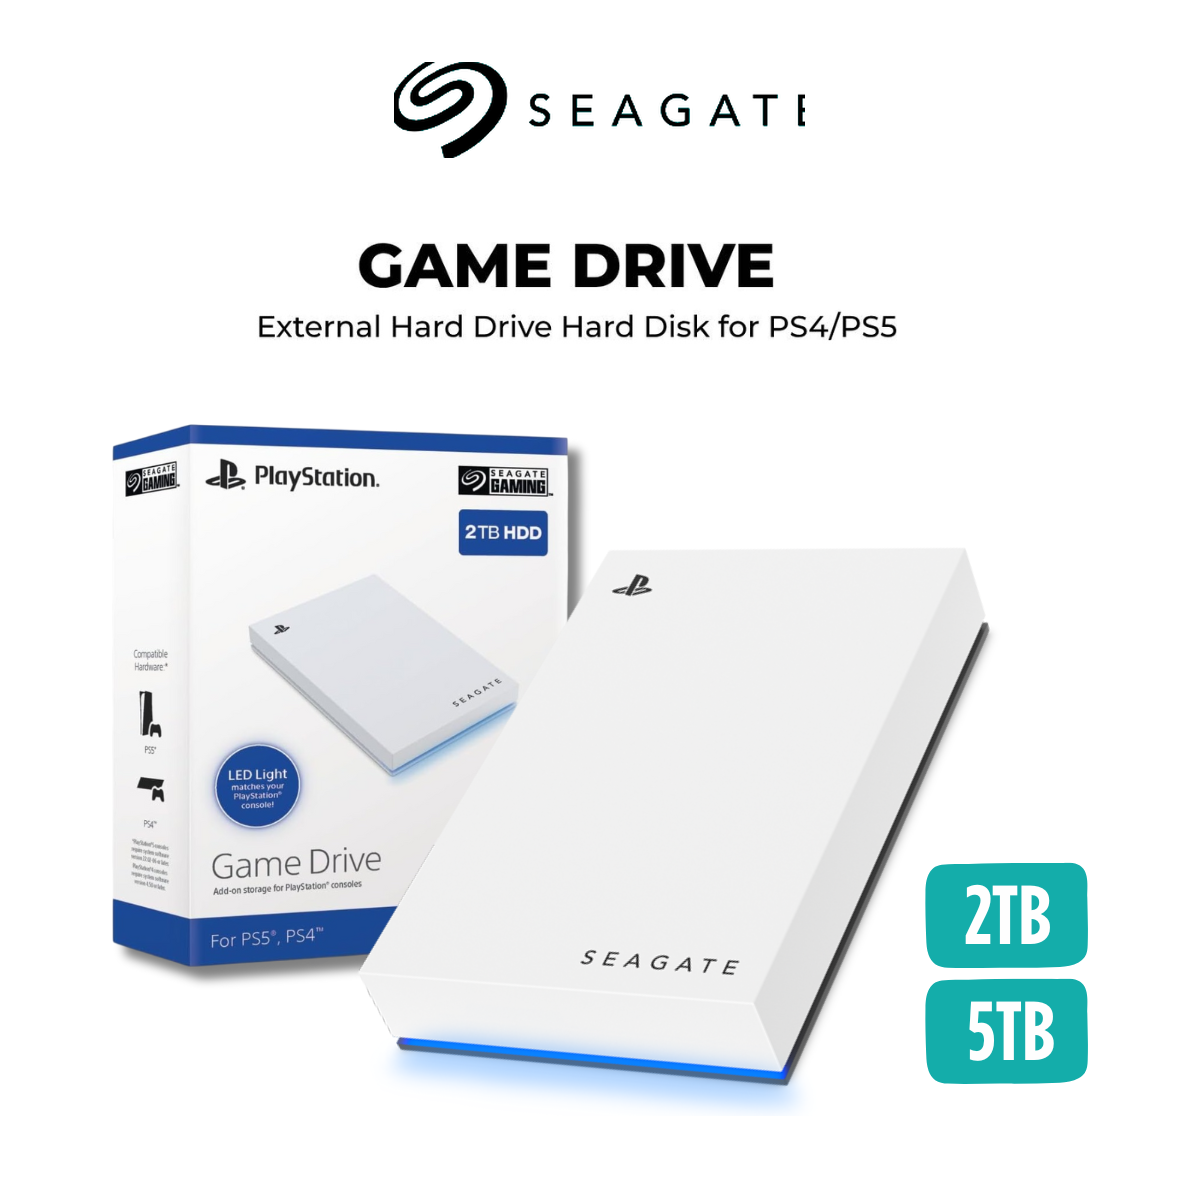 SEAGATE
GAME DRIVE
External Hard Drive Hard Disk for PS4/PS5
SEAGATE
GAMING
PlayStation
SEAGATE
GAMING
2TB HDD
Compatible
Hardware:*
PS5®
PS4™
SEAGATE
LED Light
matches your
PlayStation®
console!
Game Drive
Add-on storage for PlayStation® consoles
For PS5®, PS4™
SEAGATE
2TB
5TB